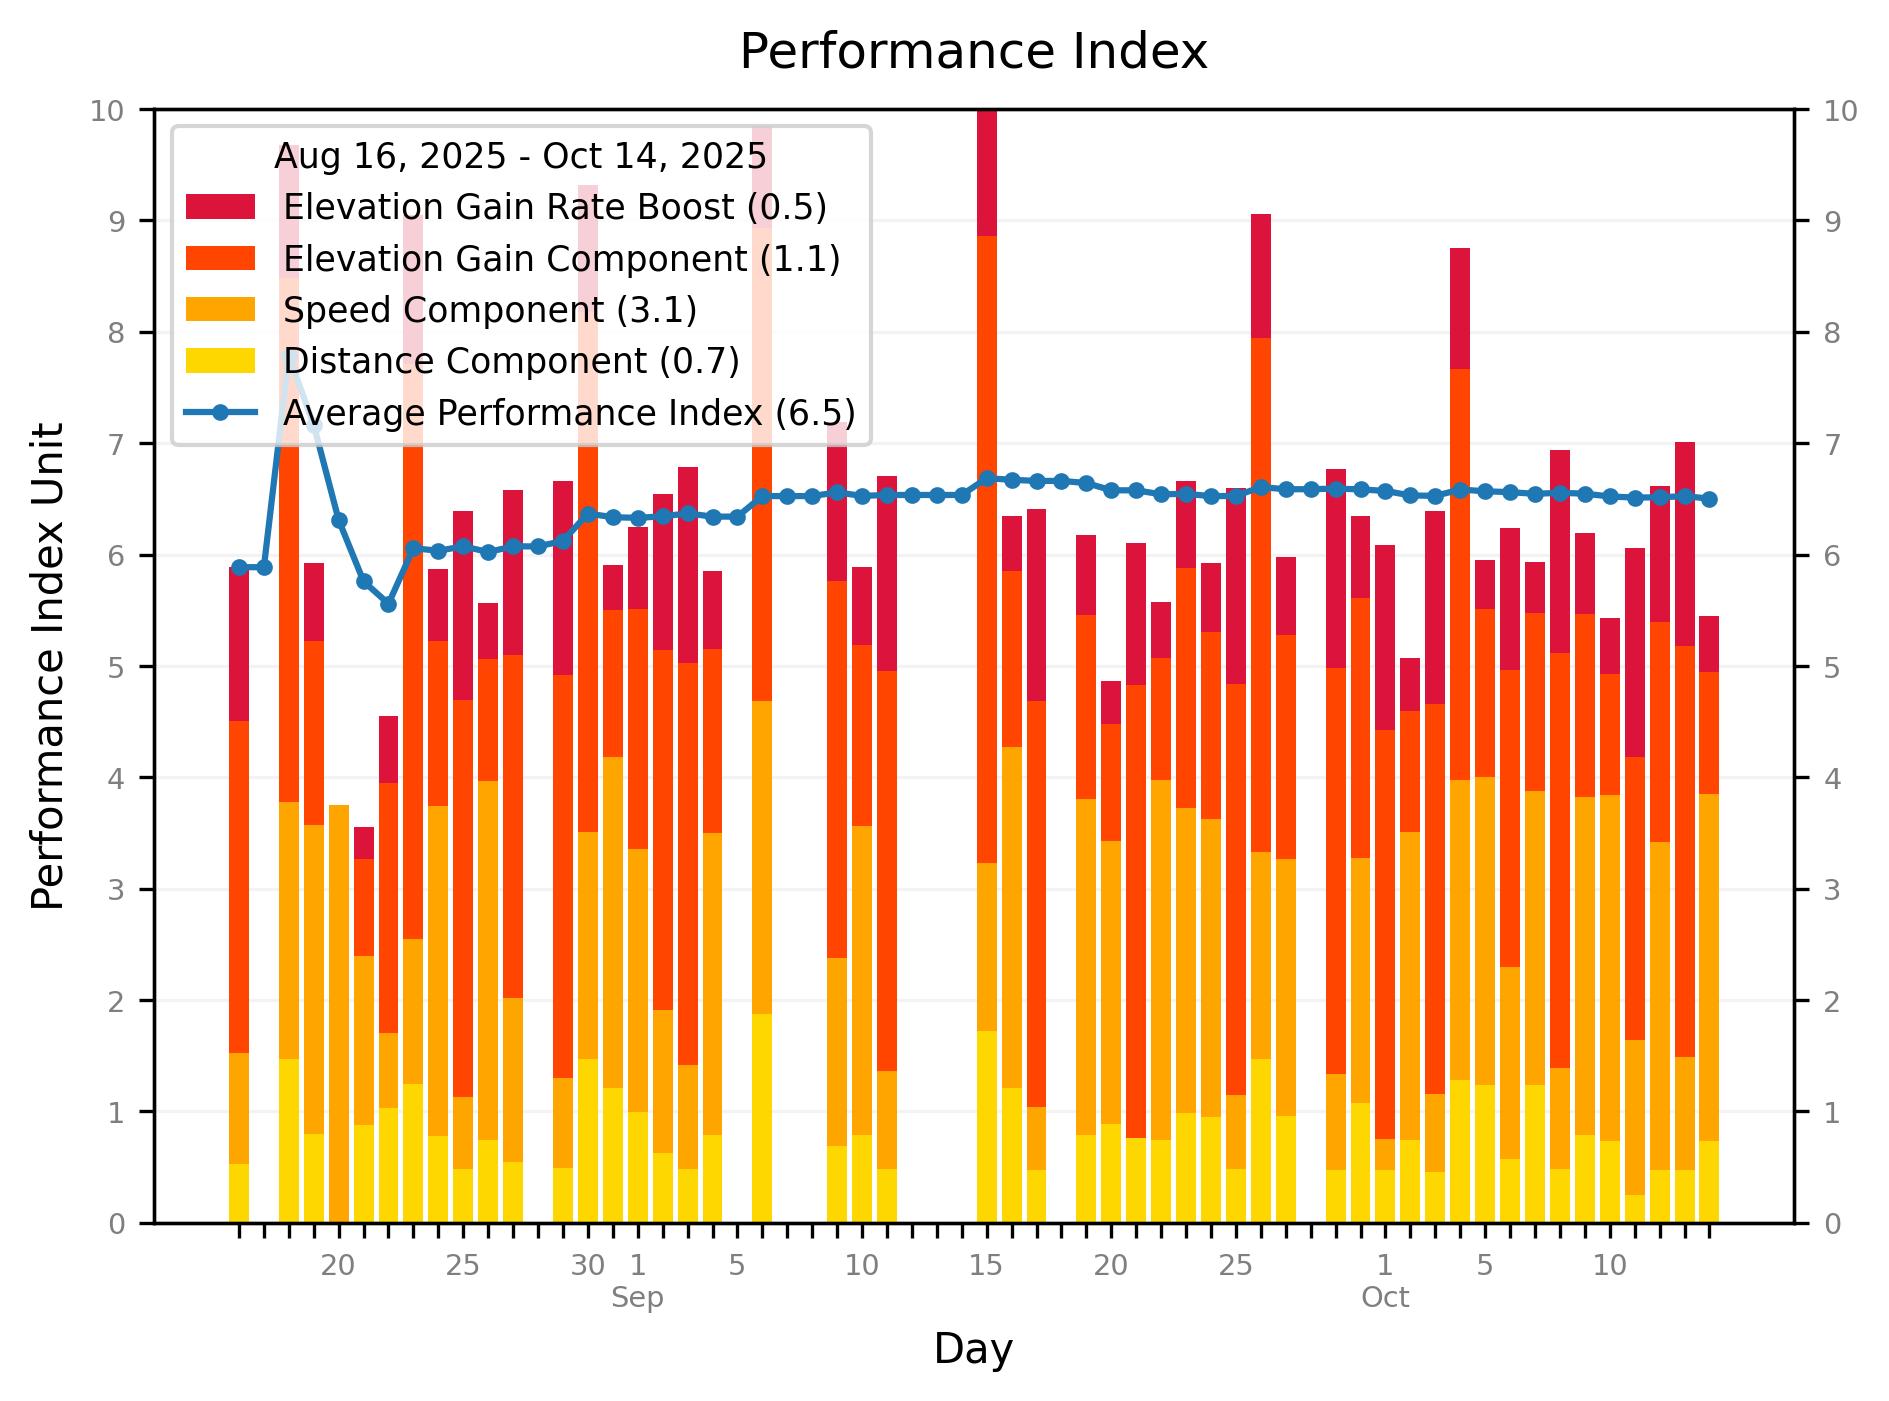 Performance Index
Aug 16, 2025 - Oct 14, 2025
Elevation Gain Rate Boost (0.5)
Elevation Gain Component (1.1)
Speed Component (3.1)
Distance Component (0.7)
Average Performance Index (6.5)
Performance Index Unit
10
9
8
7
6
5
4
3
2
1
0
10
9
8
7
6
5
4
3
2
1
0
20 25 30 1 5 10 15 20 25 1 5 10
Sep Oct
Day